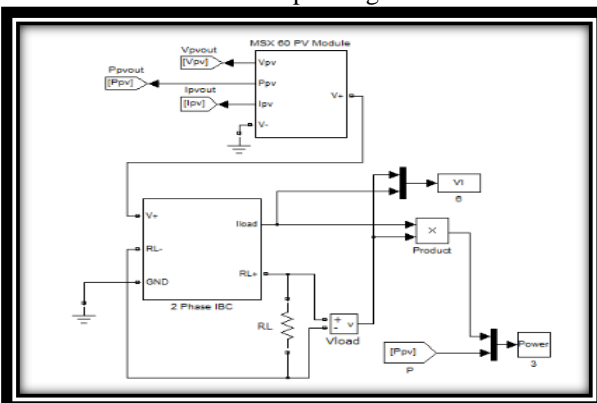 MSX 60 PV Module
Vpvout
[Vpv]
Vpv
Ppvout
[Ppv]
Ppv
V+
Ipvout
[Ipv]
Ipv
V-
V+
Iload
RL-
GND
RL+
2 Phase IBC
VI
6
×
Product
RL
+
-
v
Vload
[Ppv]
P
Power
3